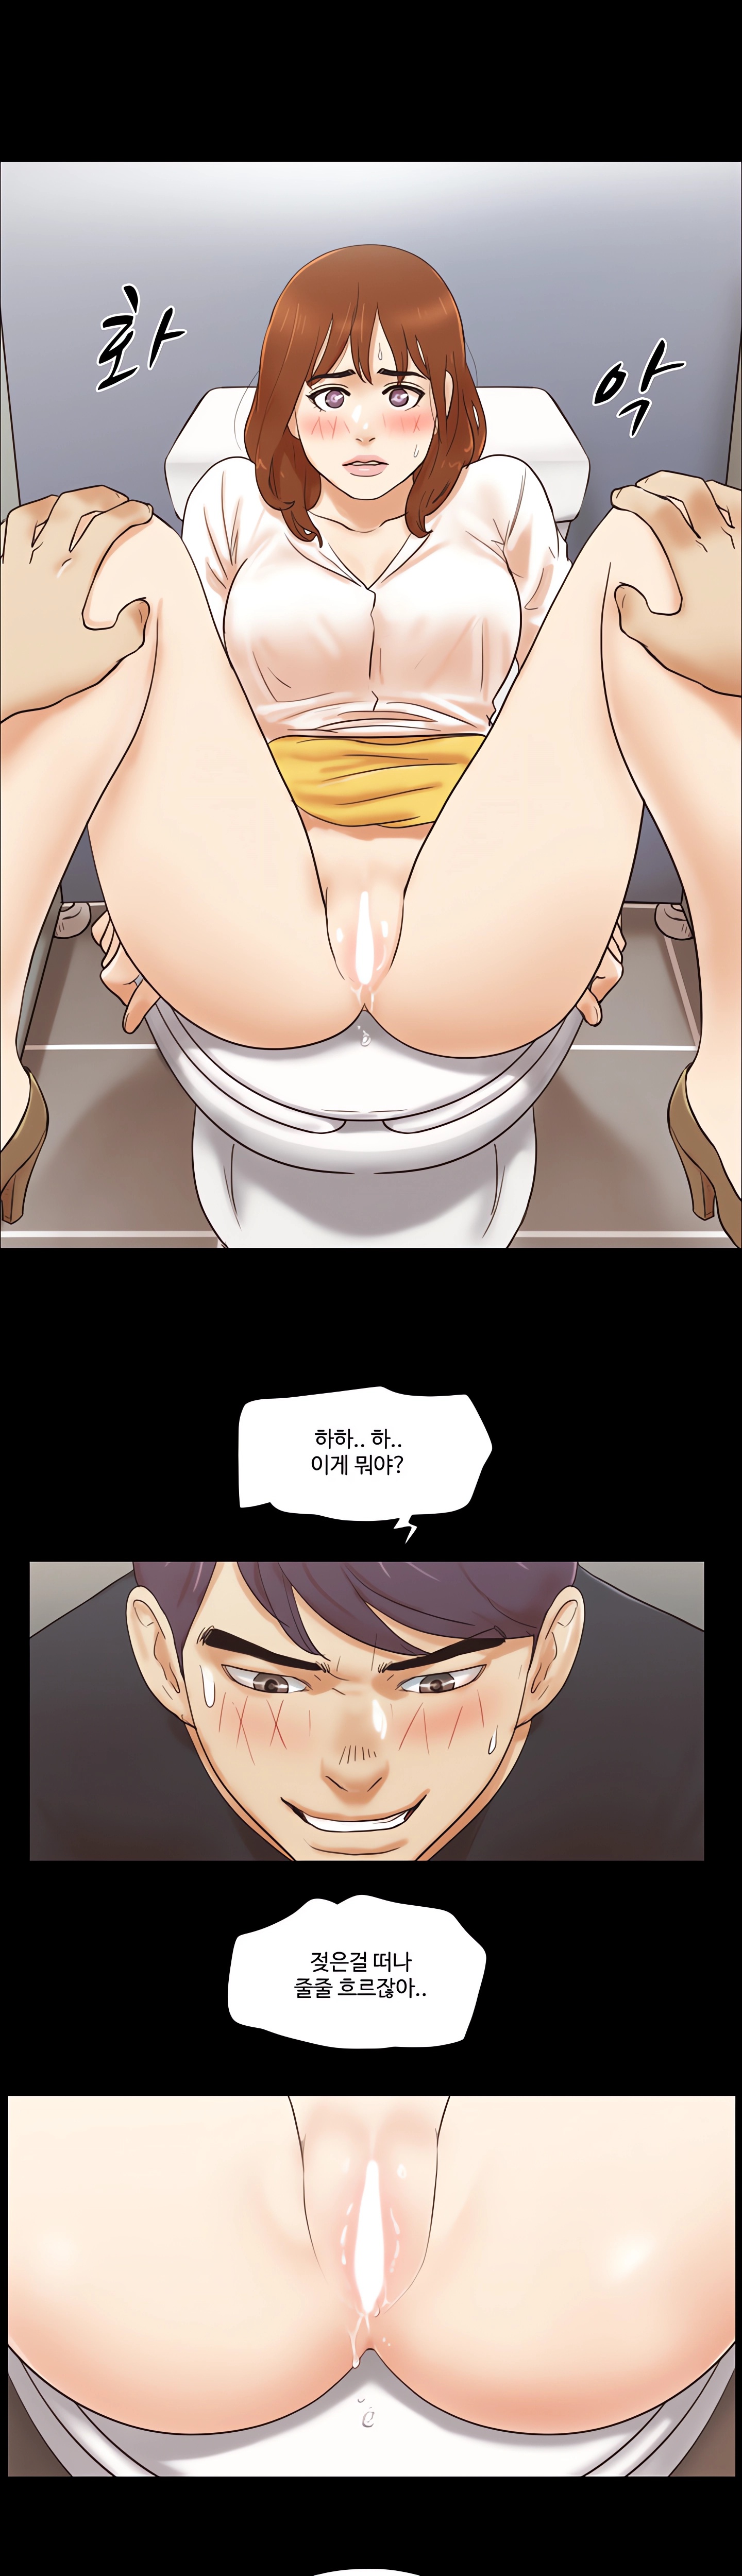 화
악
하하.. 하..
이게 뭐야?
젖은걸 떠나
줄줄 흐르잖아..